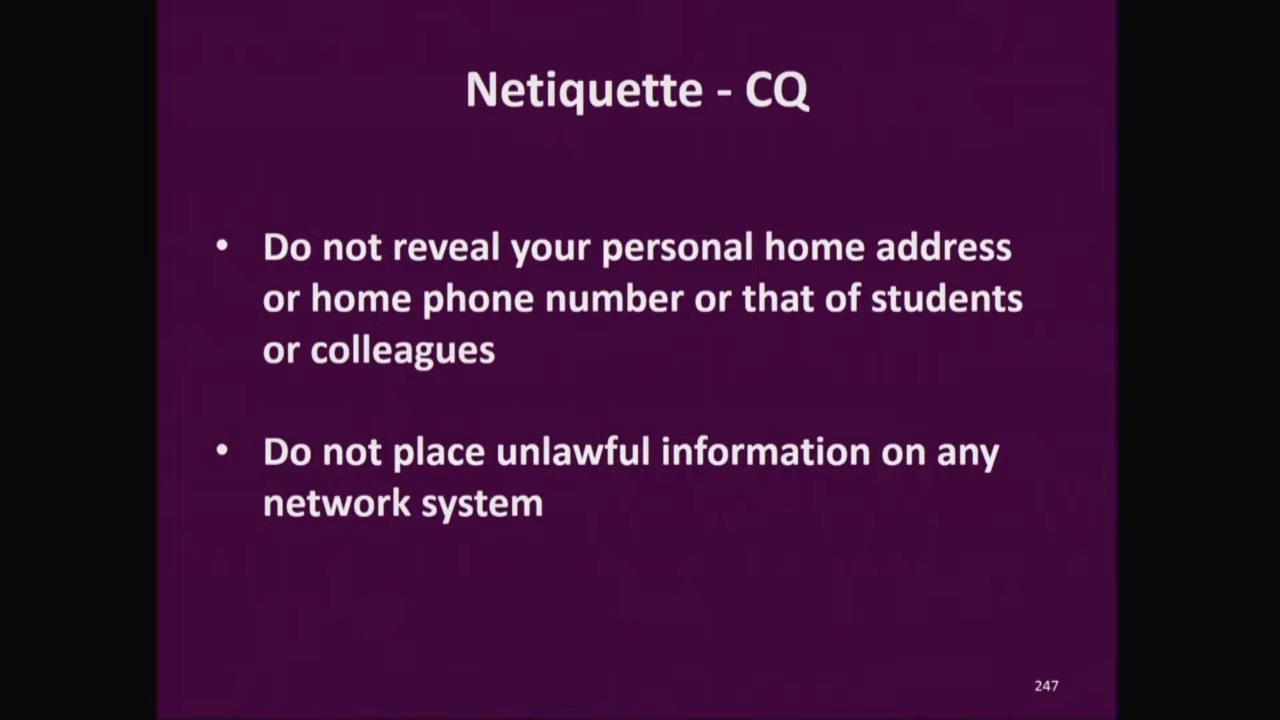 Netiquette - CQ
• Do not reveal your personal home address
or home phone number or that of students
or colleagues
• Do not place unlawful information on any
network system
247